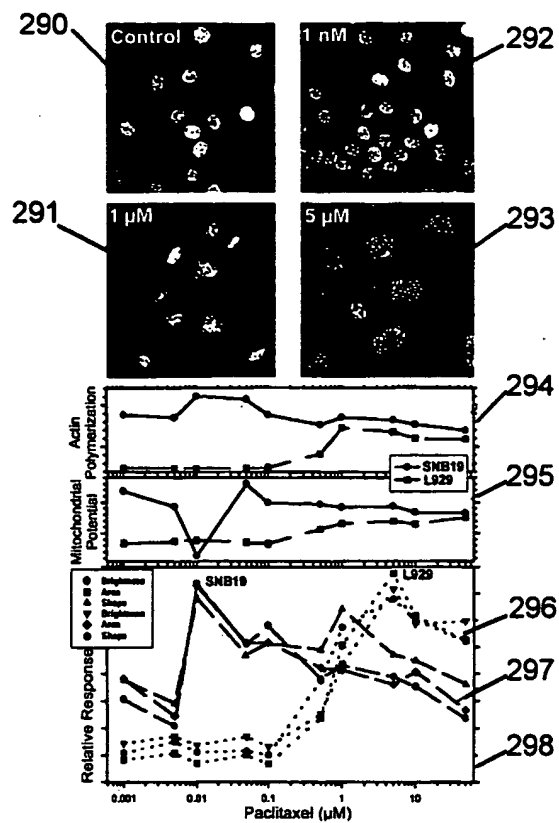 290
Control
1 nM
292
291
1 µM
5 µM
293
Actin
Polymerization
294
SNB19
L929
Mitochondrial
Potential
295
Brightness
Area
Shape
Brightness
Area
Shape
SNB19
L929
296
Relative Response
297
298
0.001
0.01
0.1
1
10
Paclitaxel (µM)